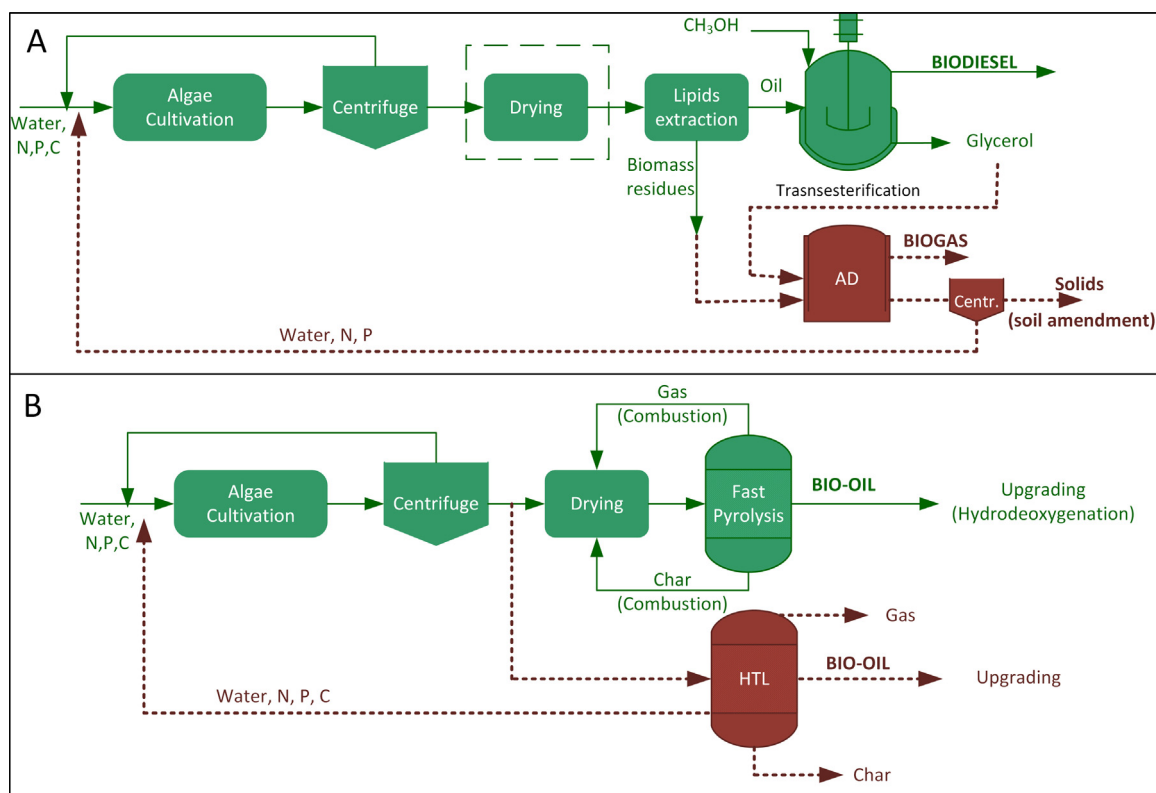 A
CH₃OH
Algae
Cultivation
Centrifuge
Drying
Lipids
extraction
Oil
BIODIESEL
Water,
N,P,C
Glycerol
Biomass
residues
Trasnsesterification
AD
BIOGAS
Centr.
Solids
(soil amendment)
Water, N, P
B
Gas
(Combustion)
Algae
Cultivation
Centrifuge
Drying
Fast
Pyrolysis
BIO-OIL
Upgrading
(Hydrodeoxygenation)
Water,
N,P,C
Char
(Combustion)
Gas
HTL
BIO-OIL
Upgrading
Water, N, P, C
Char